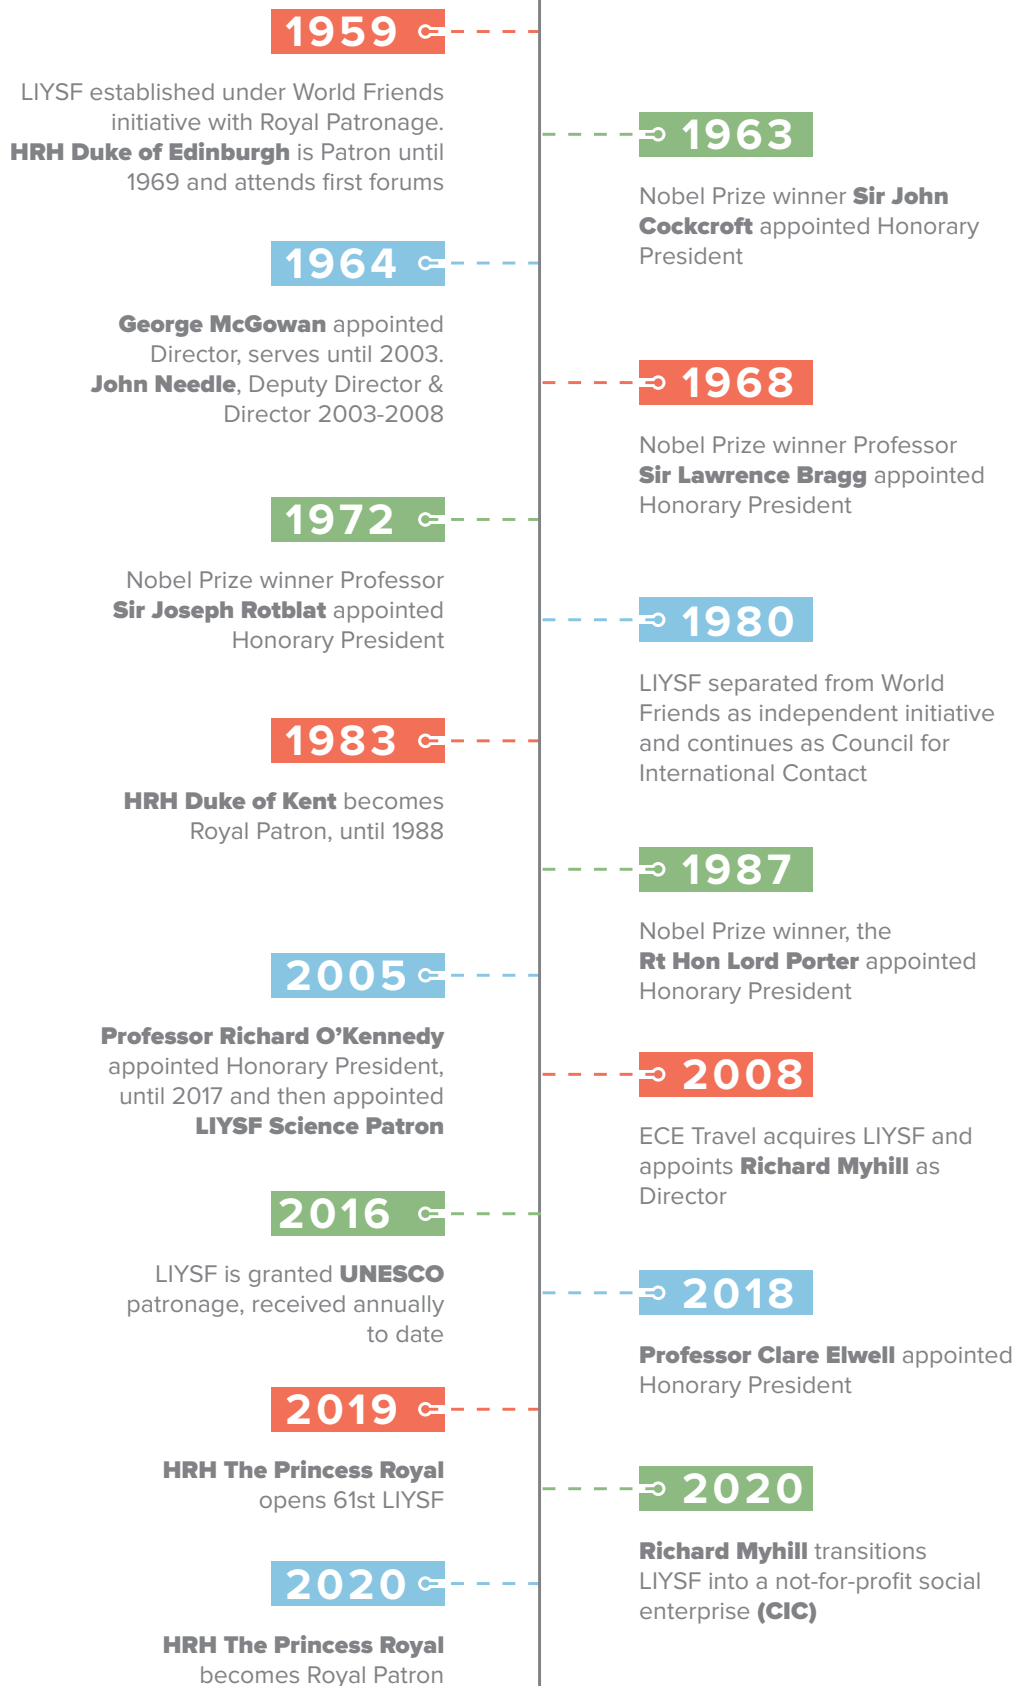 1959
LIYSF established under World Friends
initiative with Royal Patronage.
HRH Duke of Edinburgh is Patron until
1969 and attends first forums
1963
Nobel Prize winner Sir John
Cockcroft appointed Honorary
President
1964
George McGowan appointed
Director, serves until 2003.
John Needle, Deputy Director &
Director 2003-2008
1968
Nobel Prize winner Professor
Sir Lawrence Bragg appointed
Honorary President
1972
Nobel Prize winner Professor
Sir Joseph Rotblat appointed
Honorary President
1980
LIYSF separated from World
Friends as independent initiative
and continues as Council for
International Contact
1983
HRH Duke of Kent becomes
Royal Patron, until 1988
1987
Nobel Prize winner, the
Rt Hon Lord Porter appointed
Honorary President
2005
Professor Richard O’Kennedy
appointed Honorary President,
until 2017 and then appointed
LIYSF Science Patron
2008
ECE Travel acquires LIYSF and
appoints Richard Myhill as
Director
2016
LIYSF is granted UNESCO
patronage, received annually
to date
2018
Professor Clare Elwell appointed
Honorary President
2019
HRH The Princess Royal
opens 61st LIYSF
2020
Richard Myhill transitions
LIYSF into a not-for-profit social
enterprise (CIC)
2020
HRH The Princess Royal
becomes Royal Patron